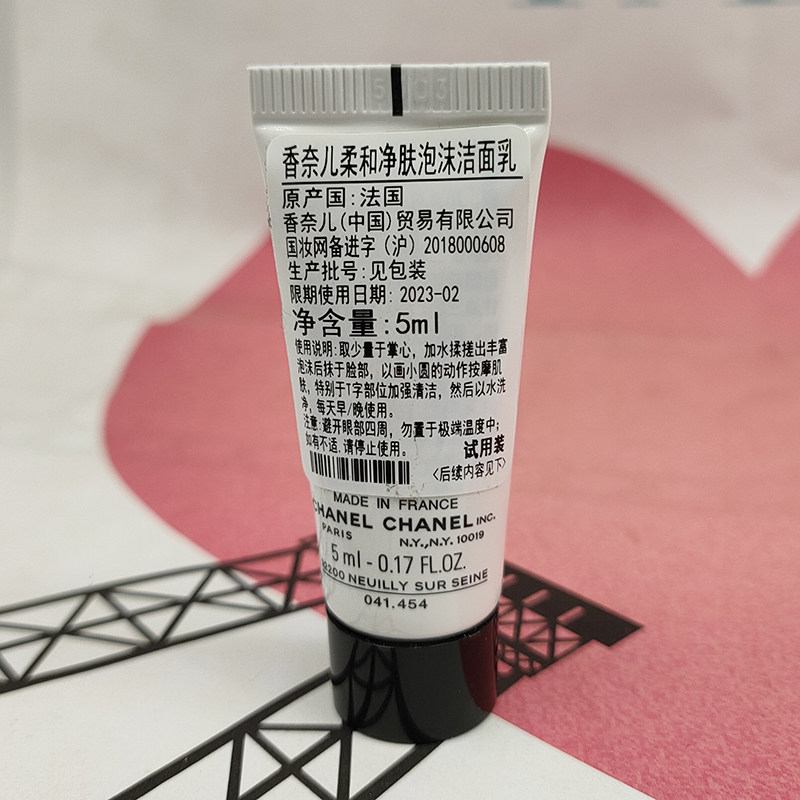 5 03
香奈儿柔和净肤泡沫洁面乳
原产国:法国
香奈儿(中国)贸易有限公司
国妆网备进字(沪)2018000608
生产批号:见包装
限期使用日期: 2023-02
净含量:5ml
使用说明:取少量于掌心,加水揉搓出丰富
泡沫后抹于脸部,以画小圆的动作按摩肌
肤,特别于T字部位加强清洁,然后以水洗
净,每天早/晚使用。
注意:避开眼部四周,勿置于极端温度中;
如有不适,请停止使用。 试用装
<后续内容见下>
MADE IN FRANCE
CHANEL CHANEL INC.
PARIS N.Y.,N.Y. 10019
5 ml - 0.17 FL.OZ.
92200 NEUILLY SUR SEINE
041.454